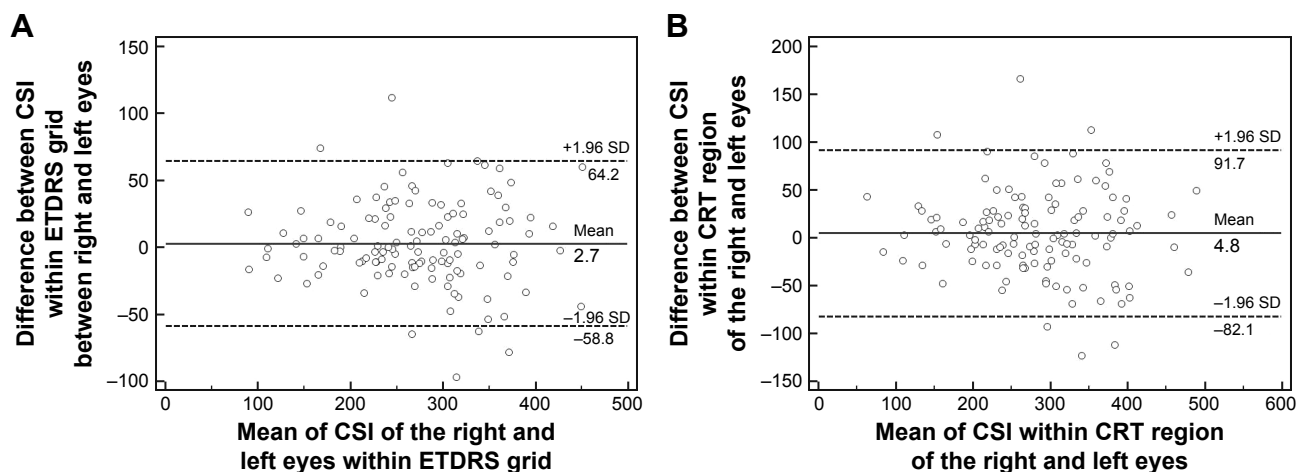 A
Difference between CSI
within ETDRS grid
between right and left eyes
150
100
50
0
–50
–100
+1.96 SD
64.2
Mean
2.7
–1.96 SD
–58.8
0
100
200
300
400
500
Mean of CSI of the right and
left eyes within ETDRS grid
B
Difference between CSI
within CRT region
of the right and left eyes
200
150
100
50
0
–50
–100
–150
+1.96 SD
91.7
Mean
4.8
–1.96 SD
–82.1
0
100
200
300
400
500
600
Mean of CSI within CRT region
of the right and left eyes